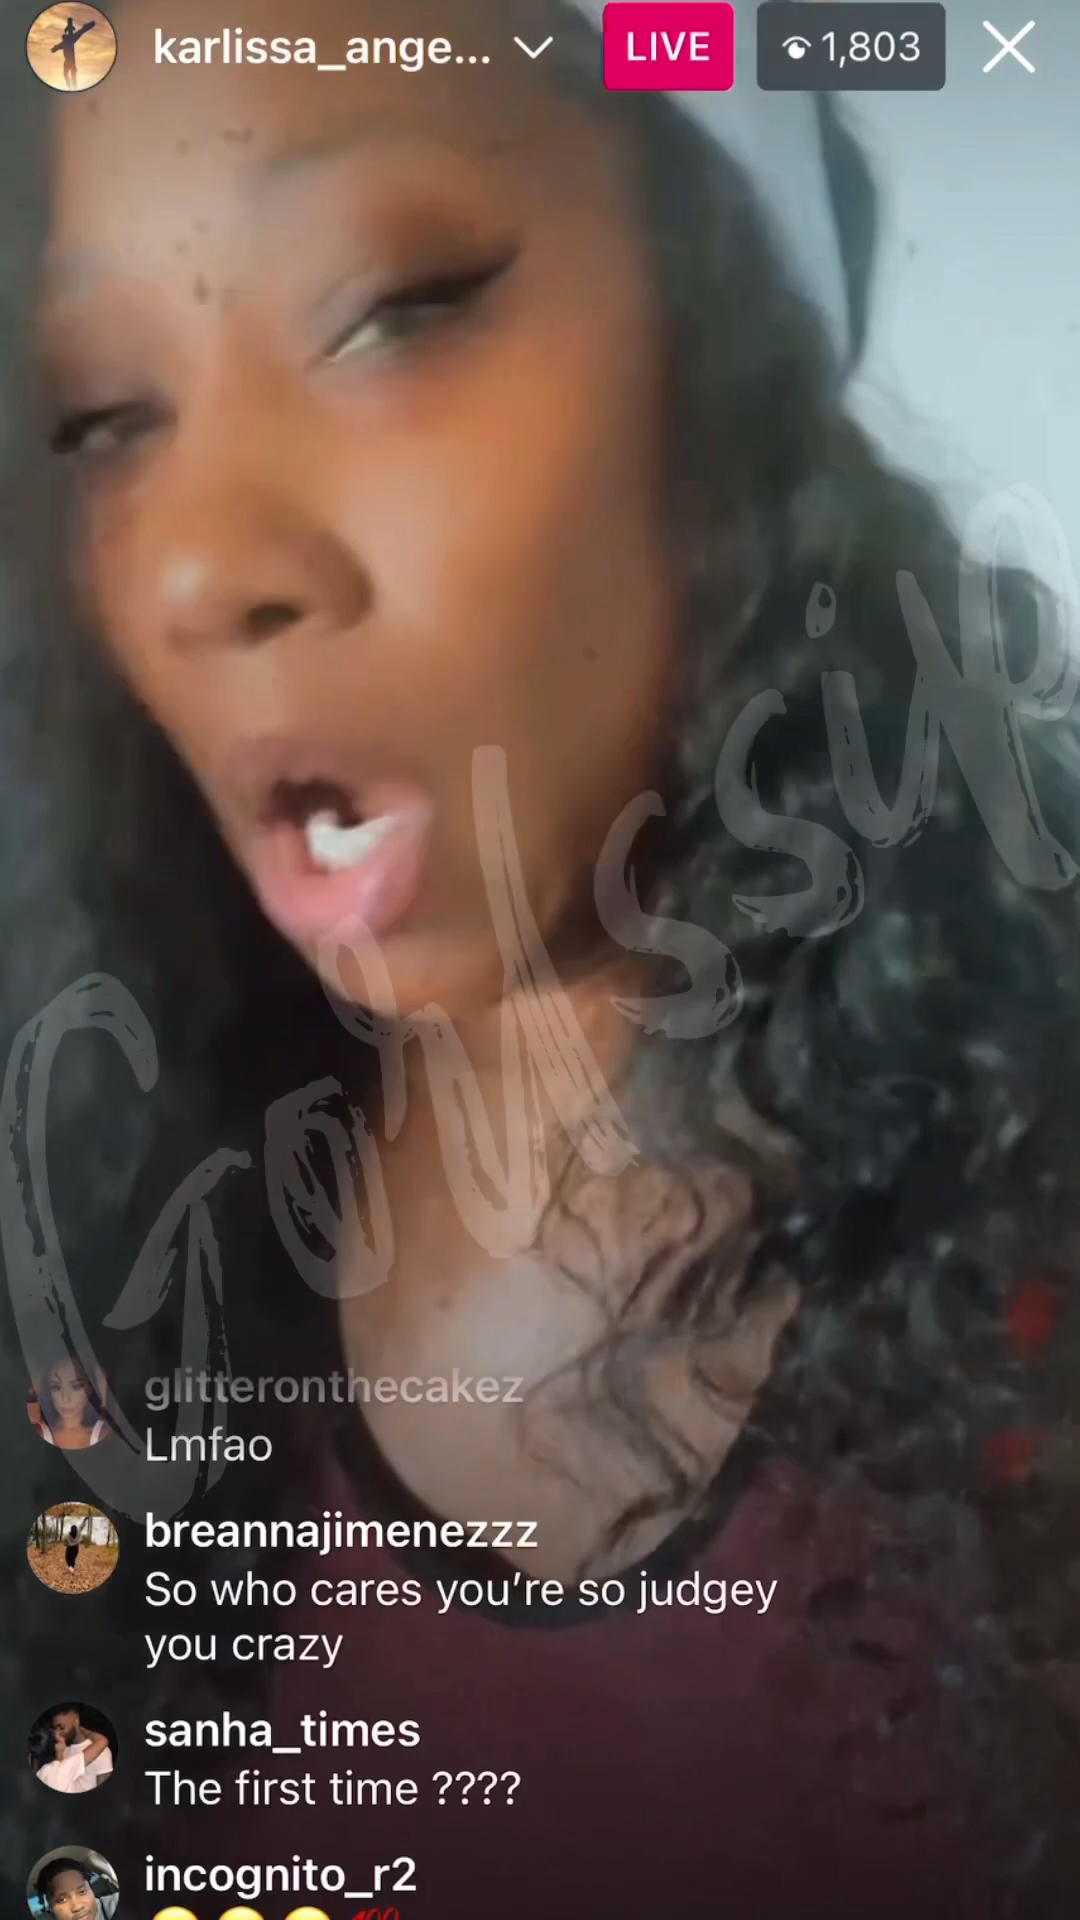 karlissa_ange...
LIVE
1,803
GoMssip
glitteronthecakez
Lmfao
breannajimenezzz
So who cares you’re so judgey
you crazy
sanha_times
The first time ????
incognito_r2
😂😂😂💯